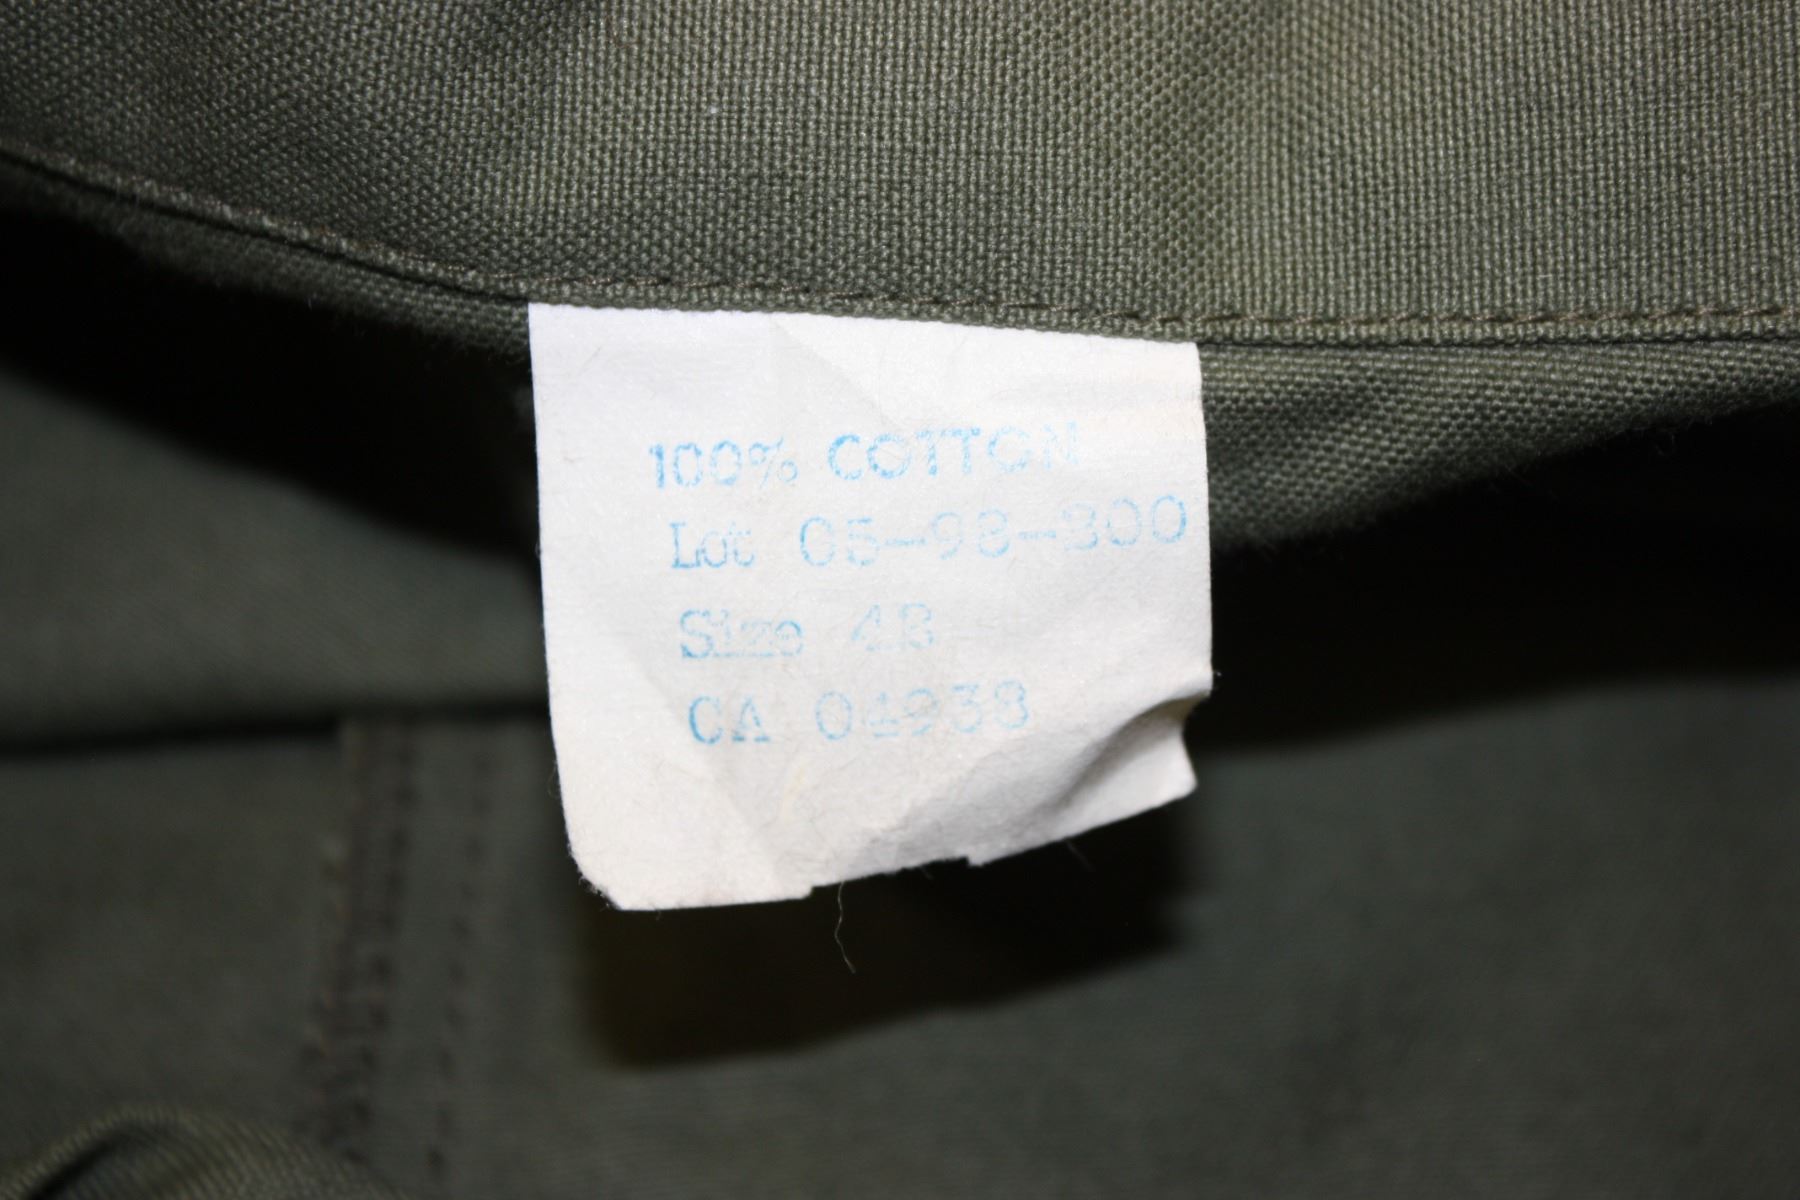 100% COTTON
Lot 05-98-300
Size 48
CA 04938